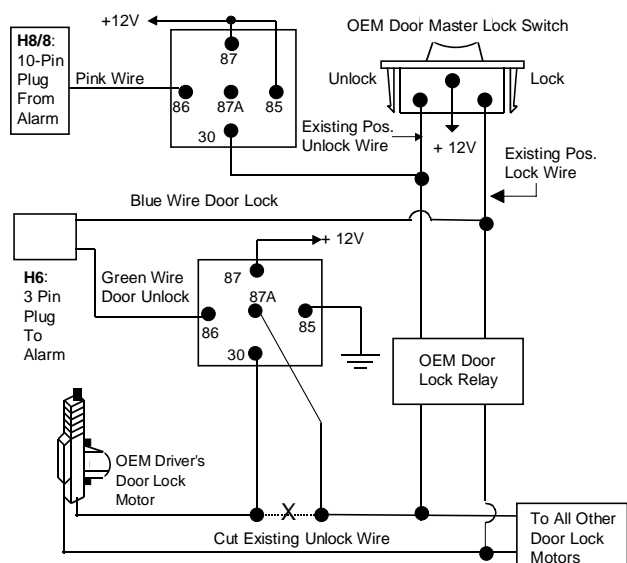 H8/8:
10-Pin
Plug
From
Alarm
Pink Wire
+12V
87
86
87A
85
30
OEM Door Master Lock Switch
Unlock
Lock
+ 12V
Existing Pos.
Unlock Wire
Existing Pos.
Lock Wire
Blue Wire Door Lock
H6:
3 Pin
Plug
To
Alarm
Green Wire
Door Unlock
+ 12V
87
87A
86
85
30
OEM Door
Lock Relay
OEM Driver's
Door Lock
Motor
X
Cut Existing Unlock Wire
To All Other
Door Lock
Motors